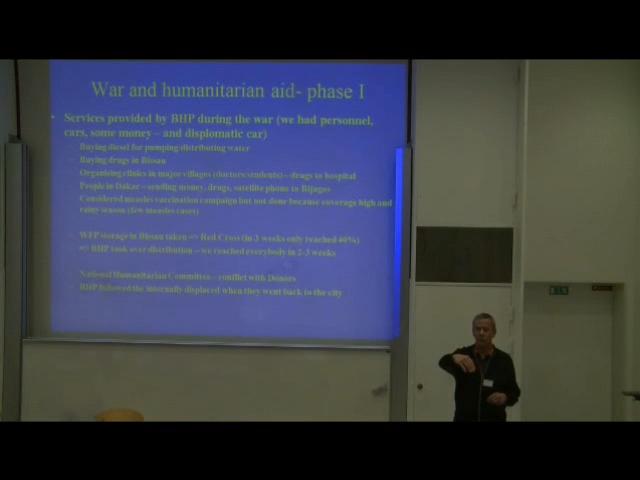 War and humanitarian aid- phase I
• Services provided by BHP during the war (we had personnel,
cars, some money – and displomatic car)
– Buying diesel for pumping/distributing water
– Buying drugs in Bissau
– Organising clinics in major villages (doctors/students) – drugs to hospital
– People in Dakar – sending money, drugs, satellite phone to Bijagos
– Considered measles vaccination campaign but not done because coverage high and
rainy season (few measles cases)
– WFP storage in Bissau taken => Red Cross (in 3 weeks only reached 40%)
=> BHP took over distribution – we reached everybody in 2-3 weeks
– National Humanitarian Committee – conflict with Donors
– BHP followed the internally displaced when they went back to the city